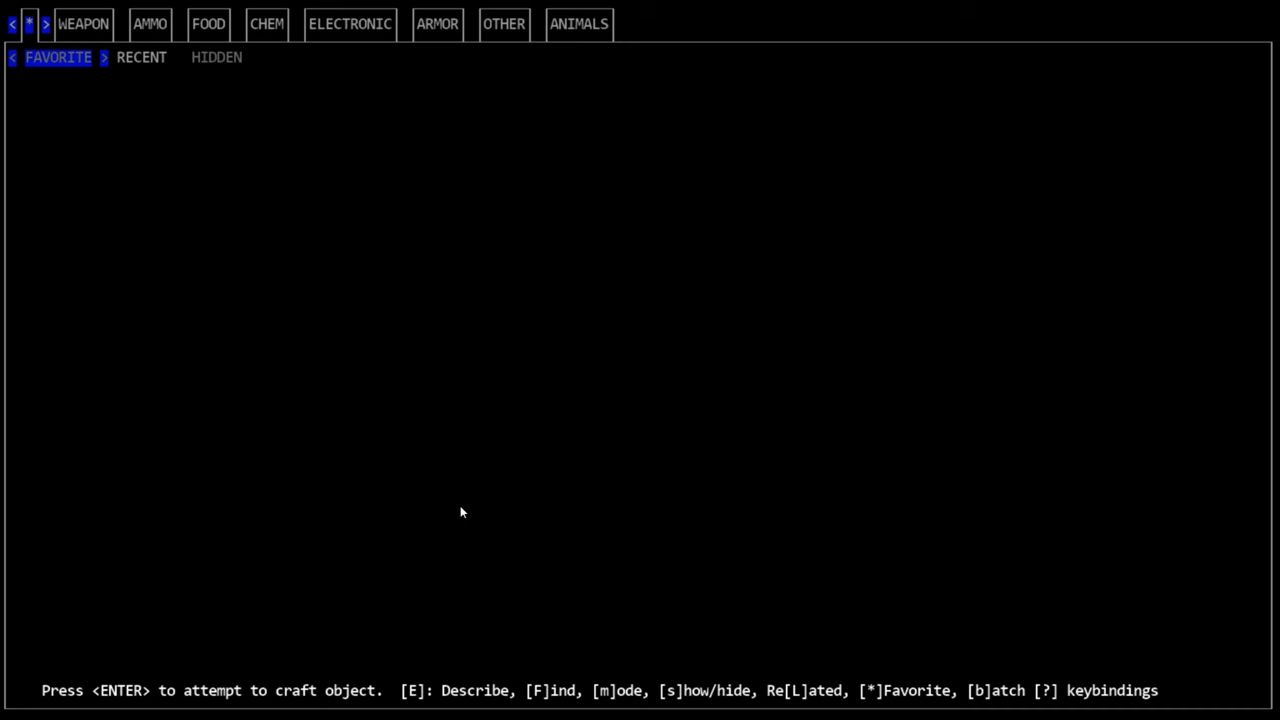 < * > WEAPON AMMO FOOD CHEM ELECTRONIC ARMOR OTHER ANIMALS
< FAVORITE > RECENT HIDDEN
Press <ENTER> to attempt to craft object. [E]: Describe, [F]ind, [m]ode, [s]how/hide, Re[L]ated, [*]Favorite, [b]atch [?] keybindings